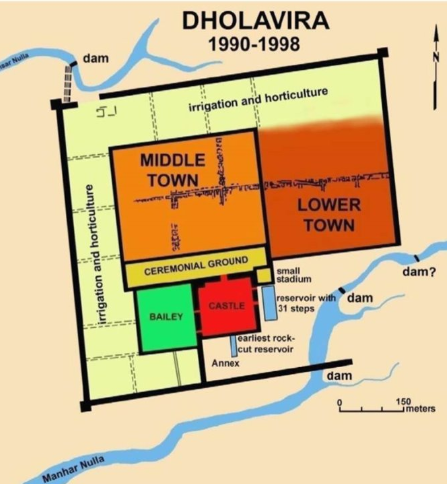 DHOLAVIRA
1990-1998
N
dam
irrigation and horticulture
MIDDLE
TOWN
LOWER
TOWN
irrigation and horticulture
CEREMONIAL GROUND
small
stadium
dam?
BAILEY
CASTLE
reservoir with
31 steps
dam
earliest rock-
cut reservoir
Annex
dam
0 150
meters
Manhar Nulla